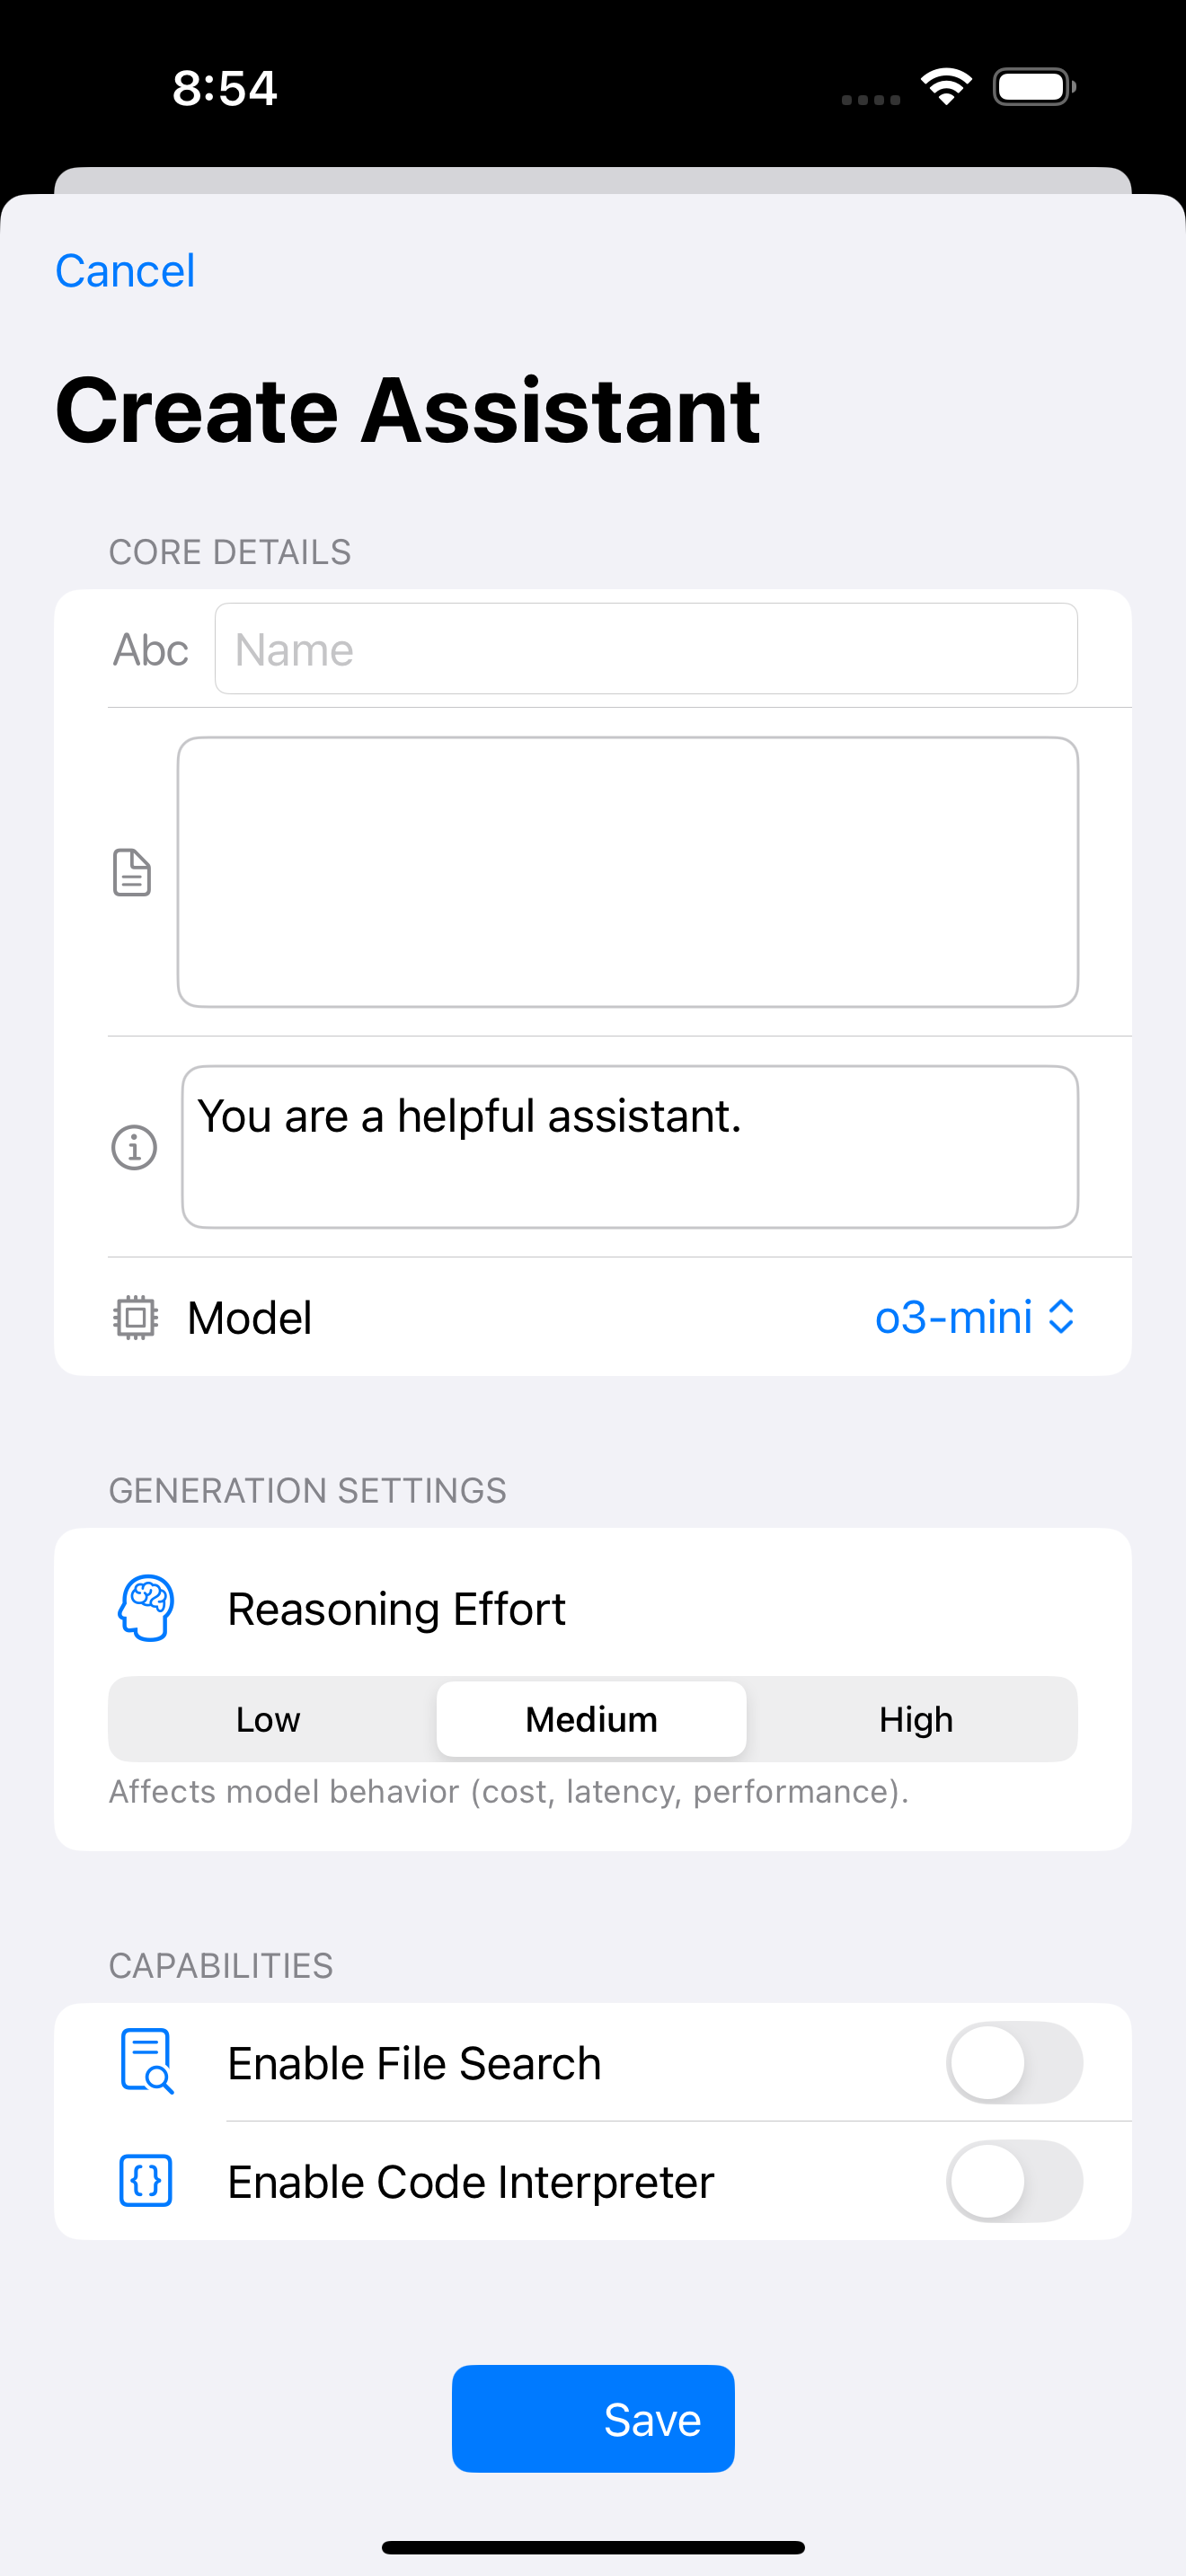 8:54
Cancel
Create Assistant
CORE DETAILS
Abc Name
You are a helpful assistant.
Model o3-mini
GENERATION SETTINGS
Reasoning Effort
Low Medium High
Affects model behavior (cost, latency, performance).
CAPABILITIES
Enable File Search
Enable Code Interpreter
Save